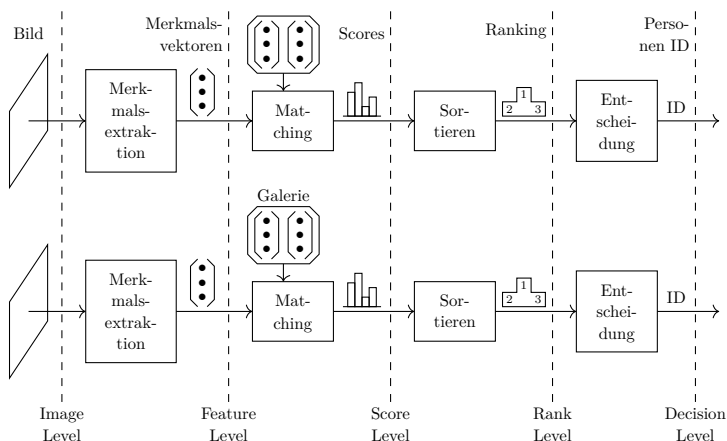 Bild
Merkmals-
vektoren
Scores
Ranking
Perso-
nen ID
Merk-
mals-
extrak-
tion
Mat-
ching
Sor-
tieren
1
2 3
Ent-
schei-
dung
ID
Galerie
Merk-
mals-
extrak-
tion
Mat-
ching
Sor-
tieren
1
2 3
Ent-
schei-
dung
ID
Image
Level
Feature
Level
Score
Level
Rank
Level
Decision
Level